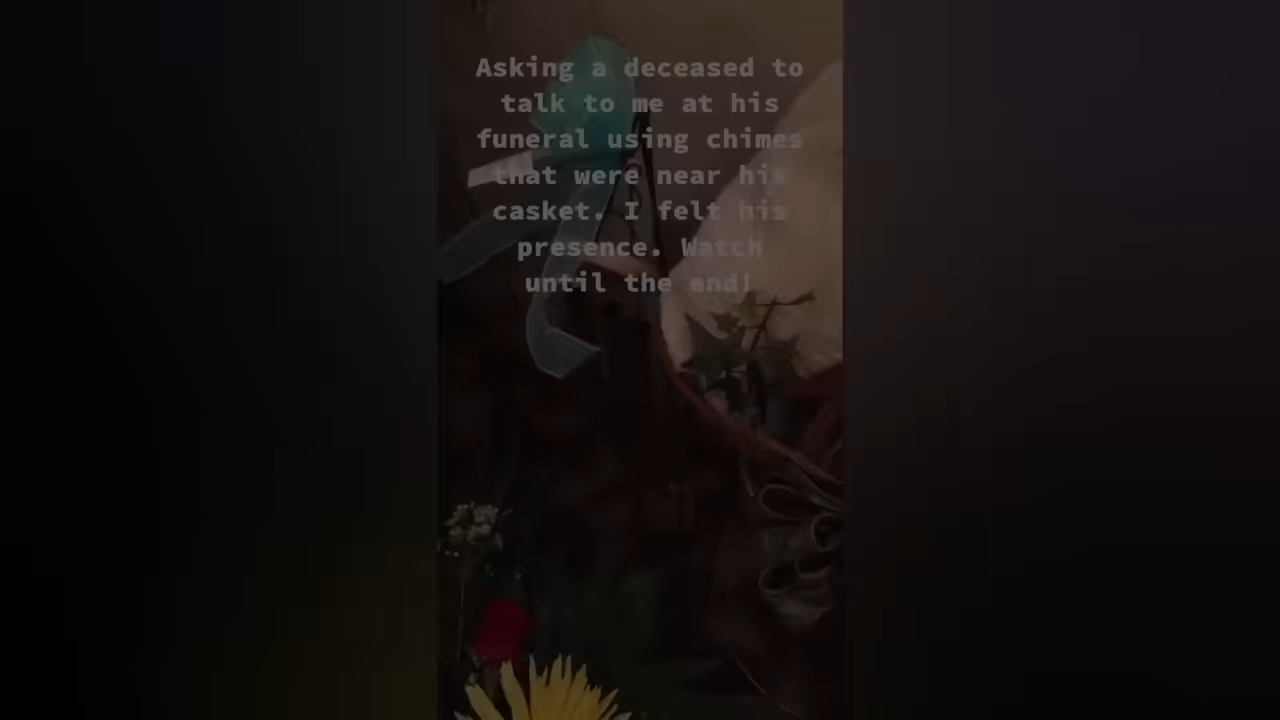 Asking a deceased to
talk to me at his
funeral using chimes
that were near his
casket. I felt his
presence. Watch
until the end!